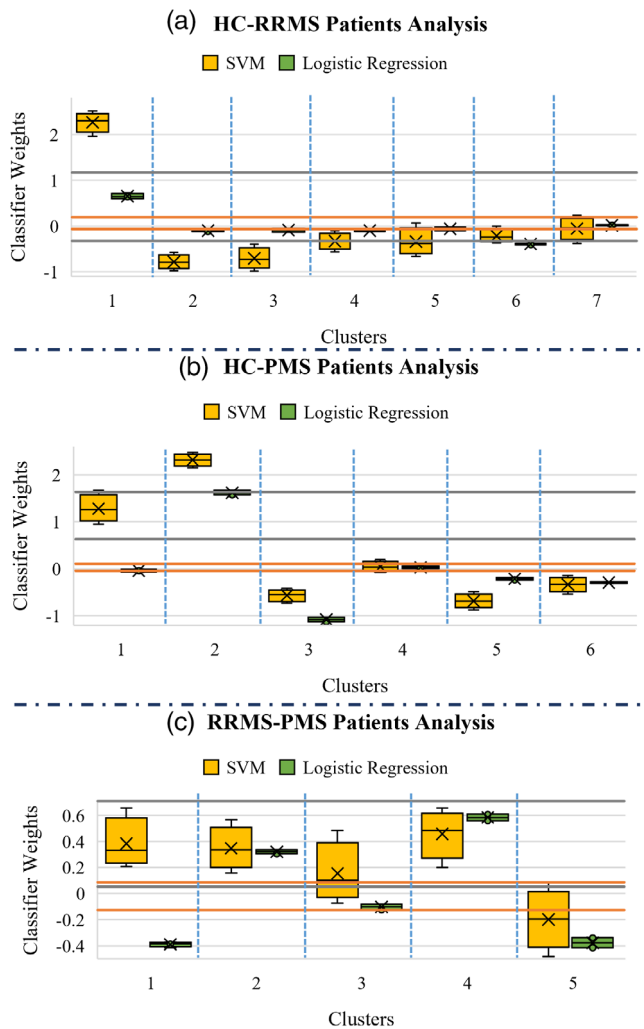 (a) HC-RRMS Patients Analysis
SVM Logistic Regression
Classifier Weights
2
1
0
-1
1 2 3 4 5 6 7
Clusters
(b) HC-PMS Patients Analysis
SVM Logistic Regression
Classifier Weights
2
1
0
-1
1 2 3 4 5 6
Clusters
(c) RRMS-PMS Patients Analysis
SVM Logistic Regression
Classifier Weights
0.6
0.4
0.2
0
-0.2
-0.4
1 2 3 4 5
Clusters